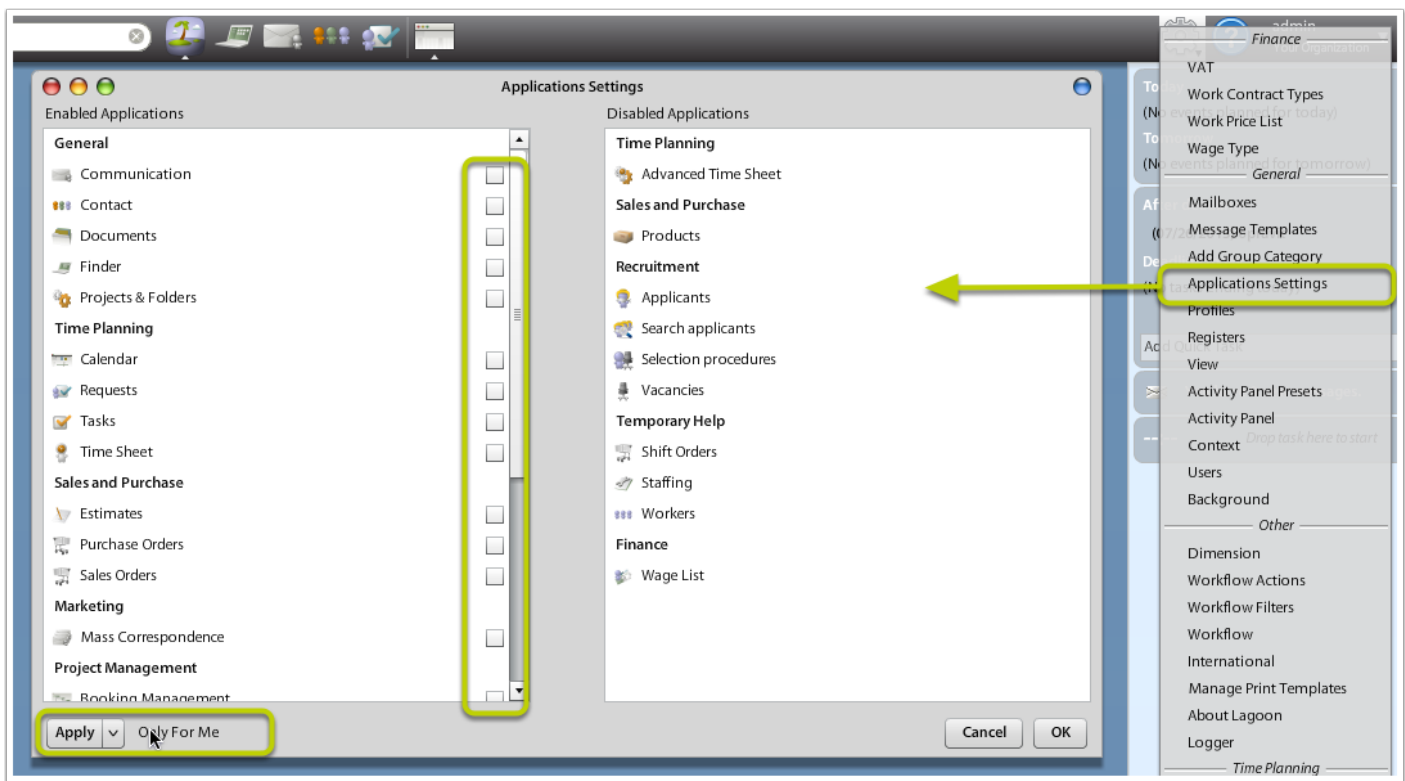 admin
Your Organization
Applications Settings
Enabled Applications
General
Communication
Contact
Documents
Finder
Projects & Folders
Time Planning
Calendar
Requests
Tasks
Time Sheet
Sales and Purchase
Estimates
Purchase Orders
Sales Orders
Marketing
Mass Correspondence
Project Management
Booking Management
Apply
Only For Me
Disabled Applications
Time Planning
Advanced Time Sheet
Sales and Purchase
Products
Recruitment
Applicants
Search applicants
Selection procedures
Vacancies
Temporary Help
Shift Orders
Staffing
Workers
Finance
Wage List
Cancel
OK
(No events planned for today)
(No events planned for tomorrow)
Add Quick Task
Drop task here to start
Finance
VAT
Work Contract Types
Work Price List
Wage Type
General
Mailboxes
Message Templates
Add Group Category
Applications Settings
Profiles
Registers
View
Activity Panel Presets
Activity Panel
Context
Users
Background
Other
Dimension
Workflow Actions
Workflow Filters
Workflow
International
Manage Print Templates
About Lagoon
Logger
Time Planning